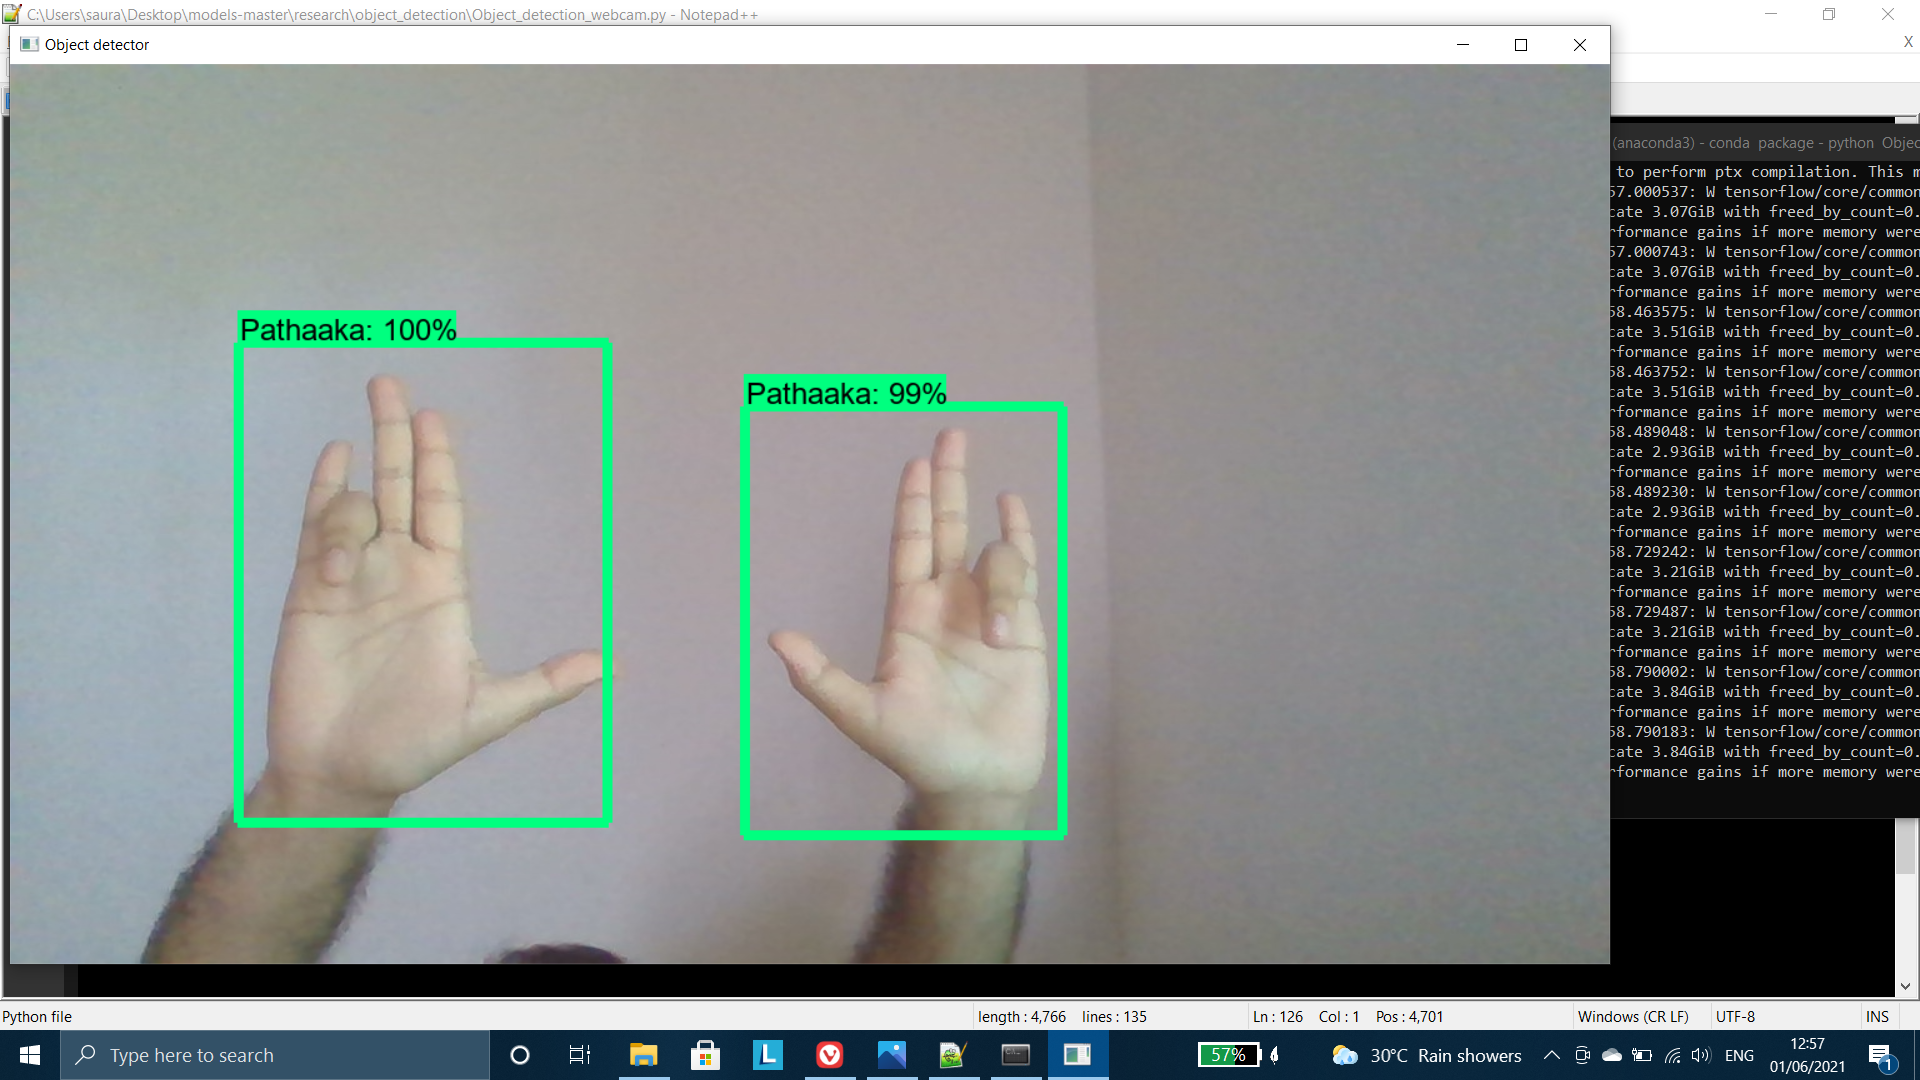 C:\Users\saura\Desktop\models-master\research\object_detection\Object_detection_webcam.py - Notepad++
Object detector
X
(anaconda3) - conda package - python Objec
to perform ptx compilation. This m
57.000537: W tensorflow/core/common
cate 3.07GiB with freed_by_count=0.
rformance gains if more memory were
57.000743: W tensorflow/core/common
cate 3.07GiB with freed_by_count=0.
rformance gains if more memory were
58.463575: W tensorflow/core/common
cate 3.51GiB with freed_by_count=0.
rformance gains if more memory were
58.463752: W tensorflow/core/common
cate 3.51GiB with freed_by_count=0.
rformance gains if more memory were
58.489048: W tensorflow/core/common
cate 2.93GiB with freed_by_count=0.
rformance gains if more memory were
58.489230: W tensorflow/core/common
cate 2.93GiB with freed_by_count=0.
rformance gains if more memory were
58.729242: W tensorflow/core/common
cate 3.21GiB with freed_by_count=0.
rformance gains if more memory were
58.729487: W tensorflow/core/common
cate 3.21GiB with freed_by_count=0.
rformance gains if more memory were
58.790002: W tensorflow/core/common
cate 3.84GiB with freed_by_count=0.
rformance gains if more memory were
58.790183: W tensorflow/core/common
cate 3.84GiB with freed_by_count=0.
rformance gains if more memory were
Pathaaka: 100%
Pathaaka: 99%
Python file length : 4,766 lines : 135 Ln : 126 Col : 1 Pos : 4,701 Windows (CR LF) UTF-8 INS
Type here to search L 57% 30°C Rain showers ENG 12:57
01/06/2021 1